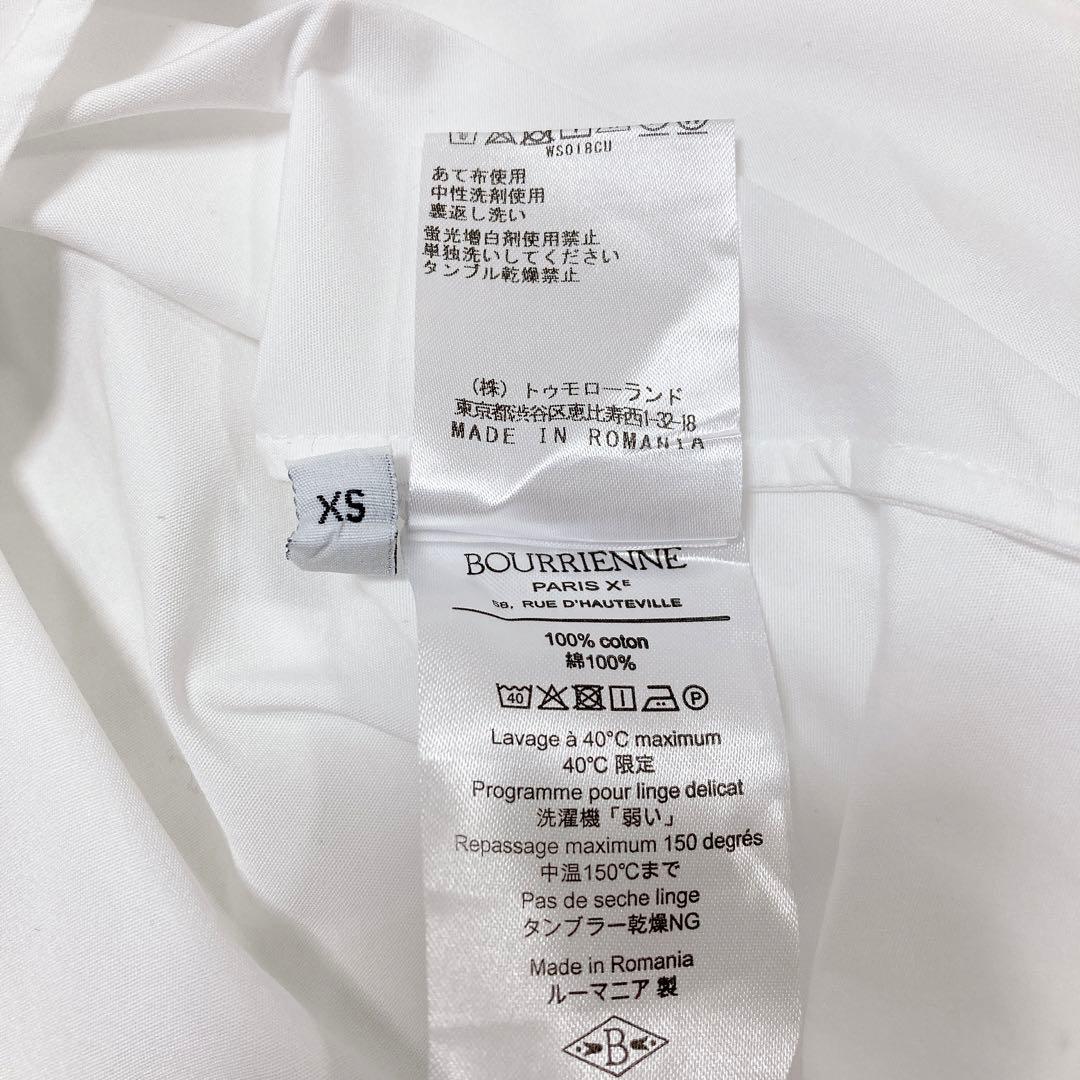 WS018CU
あて布使用
中性洗剤使用
裏返し洗い
蛍光増白剤使用禁止
単独洗いしてください
タンブル乾燥禁止
（株）トゥモローランド
東京都渋谷区恵比寿西1-32-18
MADE IN ROMANIA
XS
BOURRIENNE
PARIS XE
58, RUE D'HAUTEVILLE
100% coton
綿100%
40 P
Lavage à 40°C maximum
40℃ 限定
Programme pour linge delicat
洗濯機「弱い」
Repassage maximum 150 degrés
中温150℃まで
Pas de seche linge
タンブラー乾燥NG
Made in Romania
ルーマニア 製
B